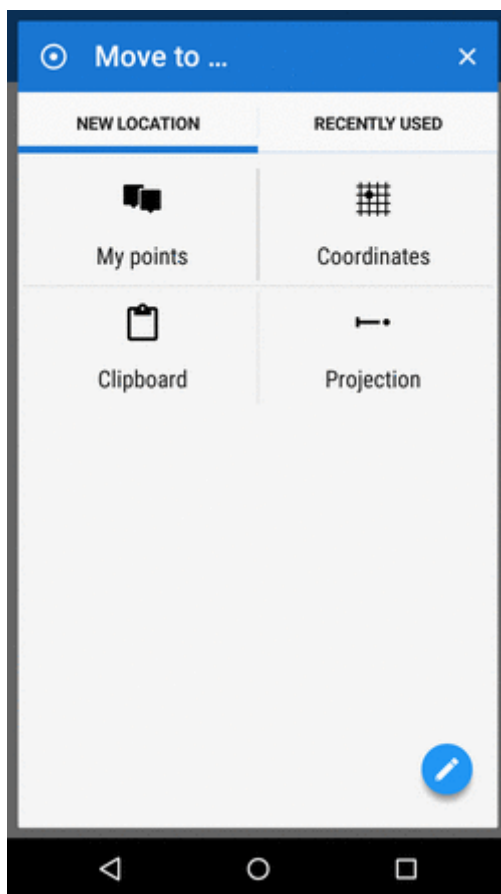 Move to ...
NEW LOCATION RECENTLY USED
My points Coordinates
Clipboard Projection